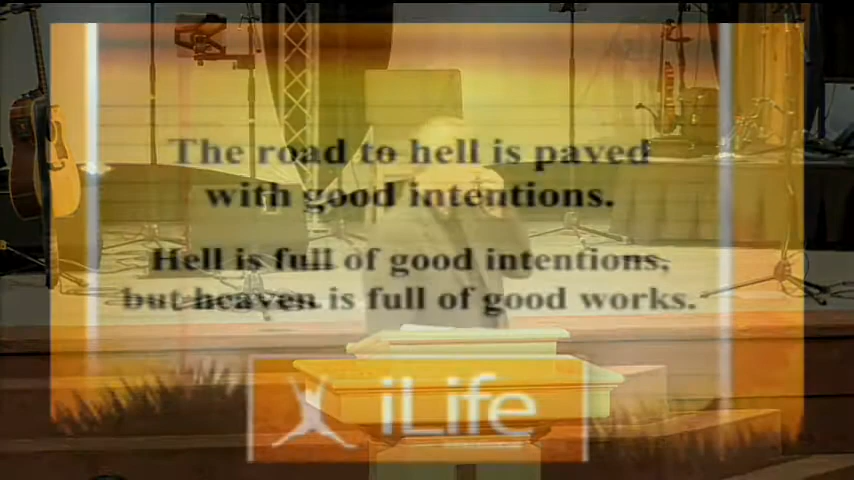 The road to hell is paved
with good intentions.
Hell is full of good intentions,
but heaven is full of good works.
iLife